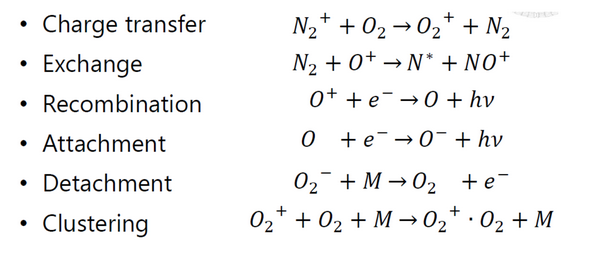 • Charge transfer N₂⁺ + O₂ → O₂⁺ + N₂
• Exchange N₂ + O⁺ → N* + NO⁺
• Recombination O⁺ + e⁻ → O + hν
• Attachment O + e⁻ → O⁻ + hν
• Detachment O₂⁻ + M → O₂ + e⁻
• Clustering O₂⁺ + O₂ + M → O₂⁺ · O₂ + M